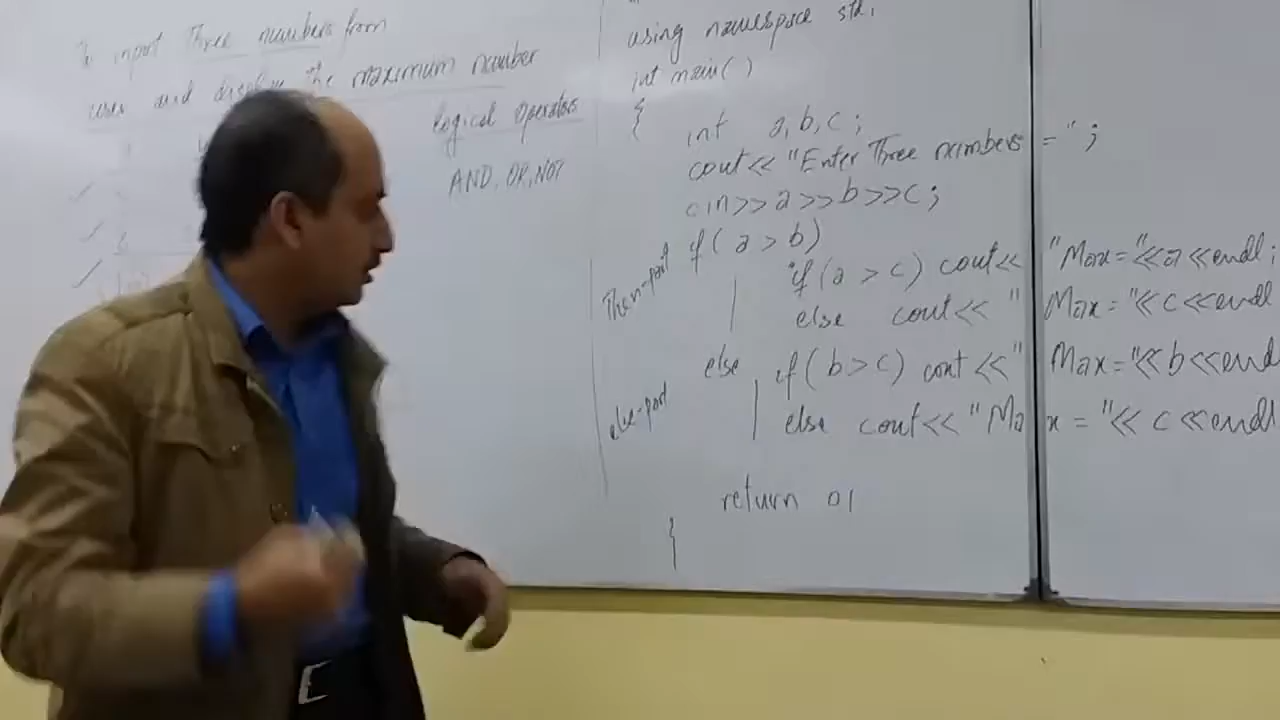 To input Three numbers from
user and display the maximum number
Logical Operators
AND, OR, NOT
using namespace std;
int main()
{
int a,b,c;
cout<< "Enter Three numbers = ";
cin>>a>>b>>c;
if( a > b)
Then-part
if(a > c) cout<< "Max="<<a<<endl;
else cout<< " Max="<<c<<endl
else if( b>c) cout <<" Max="<<b<<end
else-part
else cout<< "Max = "<< c <<endl
return 0;
}